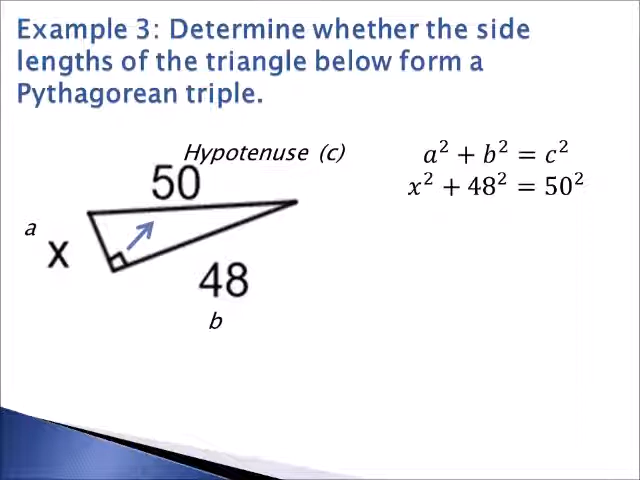 Example 3: Determine whether the side
lengths of the triangle below form a
Pythagorean triple.
Hypotenuse (c)
50
a
x
48
b
a² + b² = c²
x² + 48² = 50²